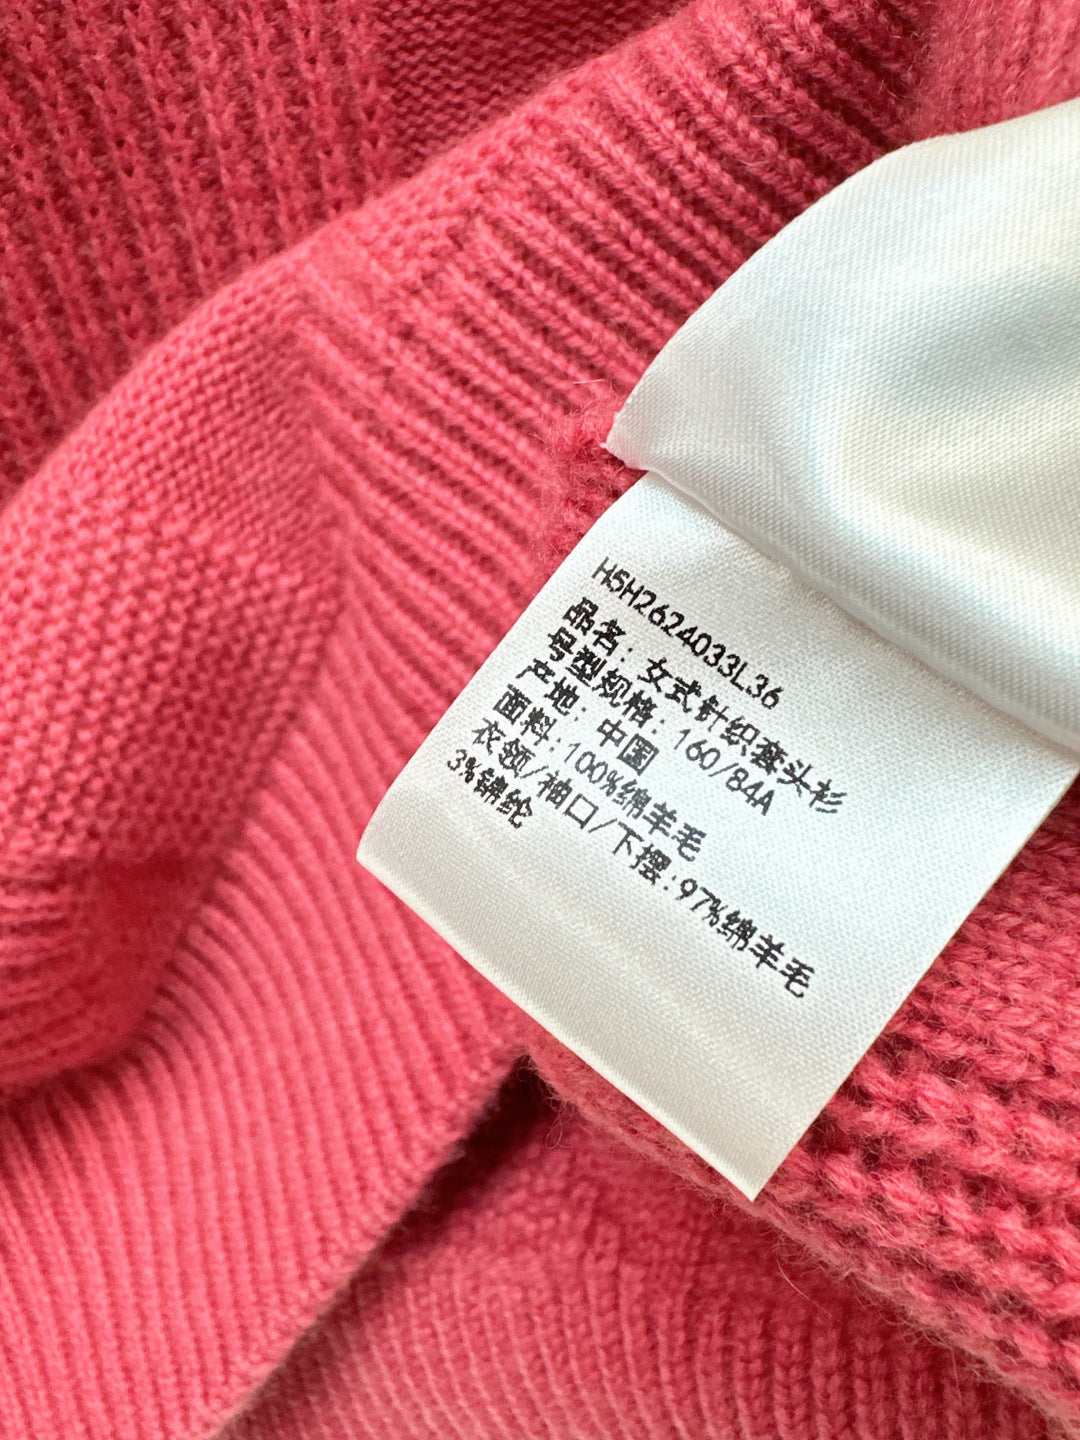 HSH2624033L36
品名: 女式针织套头衫
号型规格: 160/84A
产地: 中国
面料:100%绵羊毛
衣领/袖口/下摆:97%绵羊毛
3%锦纶